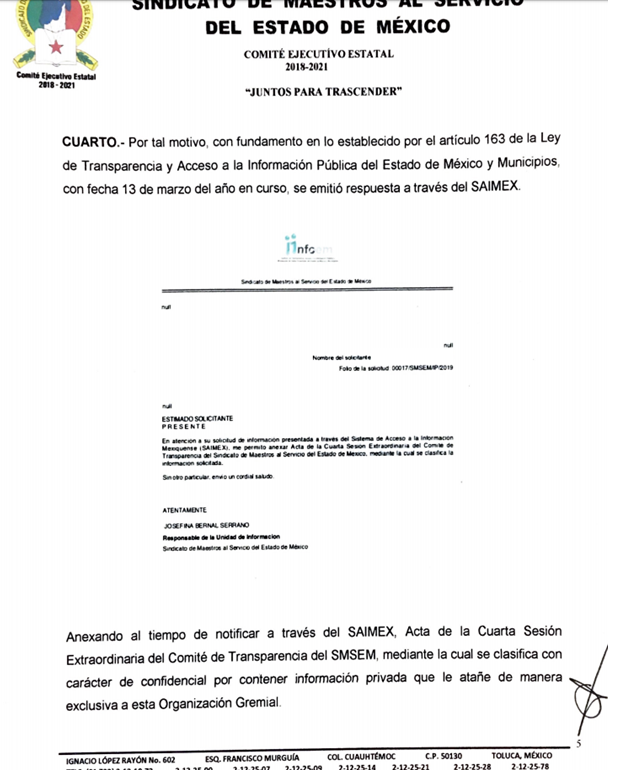 SINDICATO DE MAESTROS AL SERVICIO
DEL ESTADO DE MÉXICO
COMITÉ EJECUTIVO ESTATAL
2018-2021
"JUNTOS PARA TRASCENDER"
Comité Ejecutivo Estatal
2018 - 2021
CUARTO.- Por tal motivo, con fundamento en lo establecido por el artículo 163 de la Ley
de Transparencia y Acceso a la Información Pública del Estado de México y Municipios,
con fecha 13 de marzo del año en curso, se emitió respuesta a través del SAIMEX.
infoem
Sindicato de Maestros al Servicio del Estado de México
null
null
Nombre del solicitante
Folio de la solicitud: 00017/SMSEM/IP/2019
null
ESTIMADO SOLICITANTE
P R E S E N T E
En atencion a su solicitud de informacion presentada a través del Sistema de Acceso a la Informacion
Mexiquense (SAIMEX), me permito anexar Acta de la Cuarta Sesión Extraordinaria del Comite de
Transparencia del Sindicato de Maestros al Servicio del Estado de Mexico, mediante la cual se clasifica la
informacion solicitada.
Sin otro particular, envio un cordial saludo.
ATENTAMENTE
JOSEFINA BERNAL SERRANO
Responsable de la Unidad de Informacion
Sindicato de Maestros al Servicio del Estado de México
Anexando al tiempo de notificar a través del SAIMEX, Acta de la Cuarta Sesión
Extraordinaria del Comité de Transparencia del SMSEM, mediante la cual se clasifica con
carácter de confidencial por contener información privada que le atañe de manera
exclusiva a esta Organización Gremial.
5
IGNACIO LÓPEZ RAYÓN No. 602 ESQ. FRANCISCO MURGUÍA COL. CUAUHTÉMOC C.P. 50130 TOLUCA, MÉXICO
2-12-25-07 2-12-25-09 2-12-25-14 2-12-25-21 2-12-25-28 2-12-25-78